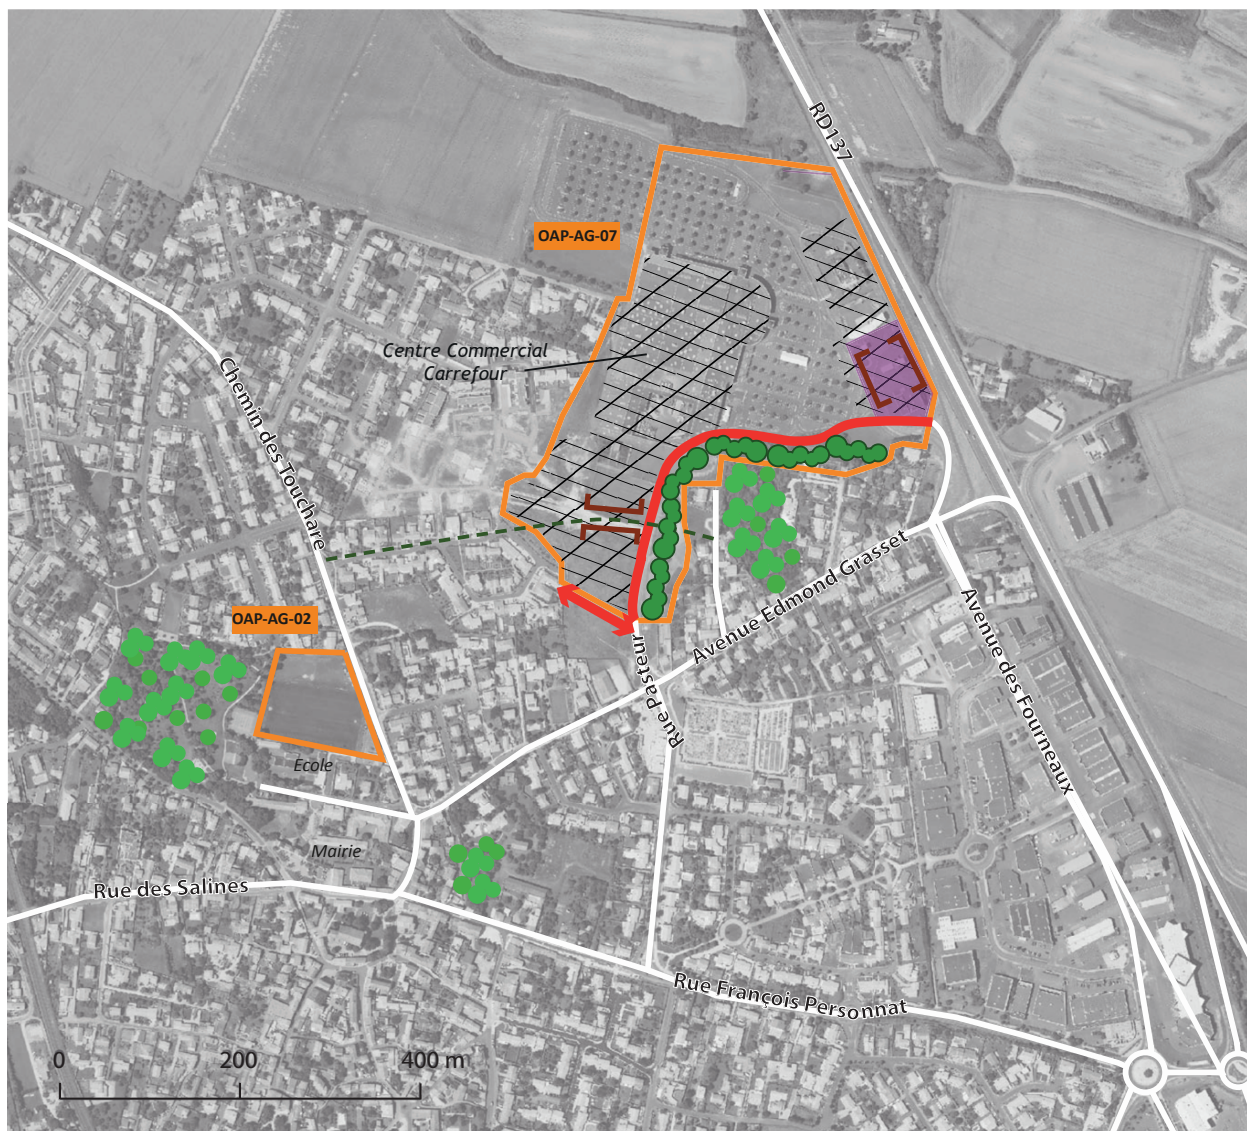 RD137
OAP-AG-07
Centre Commercial
Carrefour
Chemin des Touchare
Avenue Edmond Grasset
Avenue des Fourneaux
OAP-AG-02
Rue Pasteur
Ecole
Mairie
Rue des Salines
Rue François Personnat
0 200 400 m